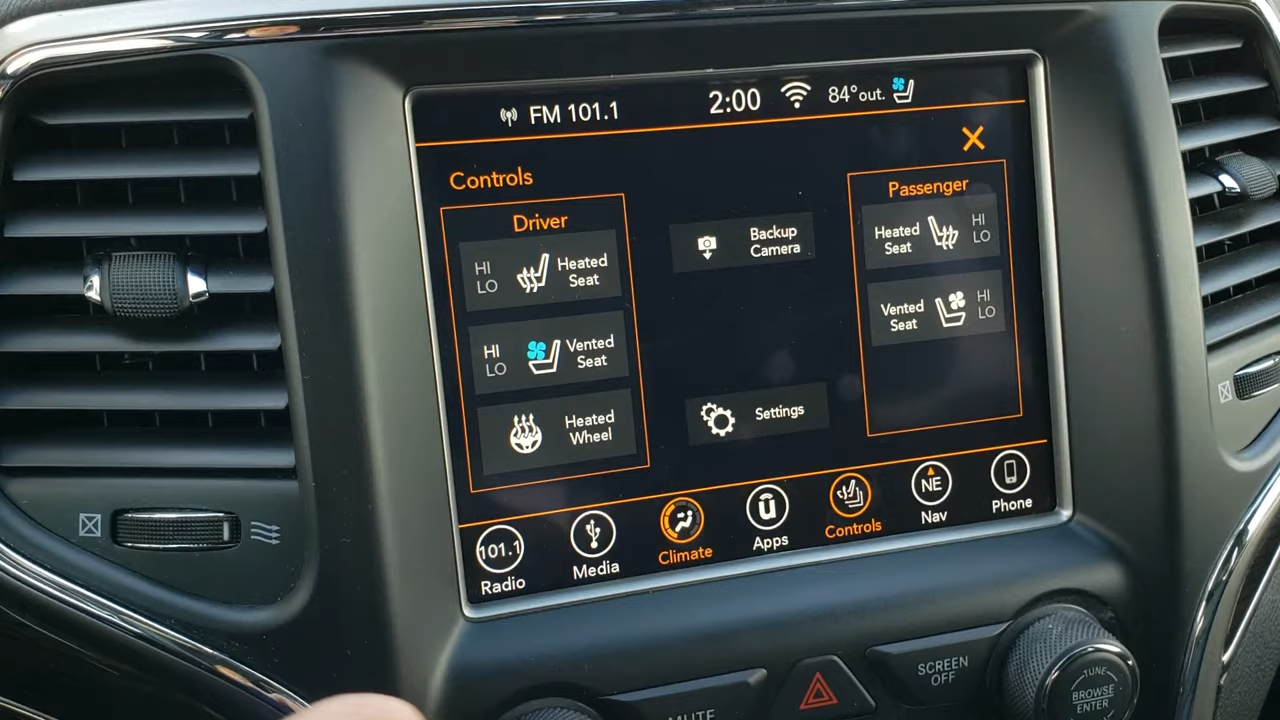 FM 101.1
2:00
84°out.
Controls
Driver
HI
LO
Heated
Seat
HI
LO
Vented
Seat
Heated
Wheel
Backup
Camera
Settings
Passenger
Heated
Seat
HI
LO
Vented
Seat
HI
LO
101.1
Radio
Media
Climate
Apps
Controls
NE
Nav
Phone
MUTE
SCREEN
OFF
TUNE
BROWSE
ENTER